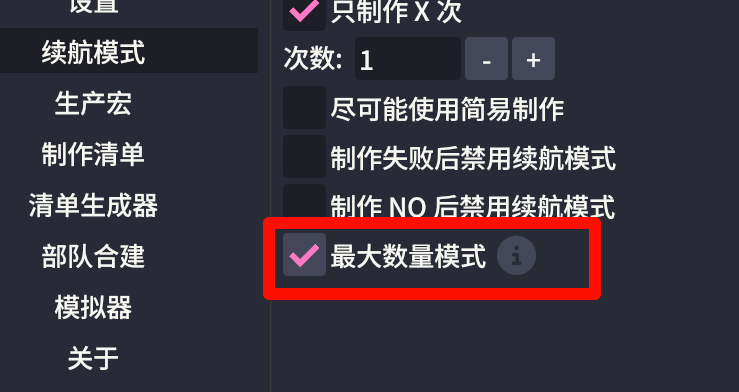 设置
续航模式
生产宏
制作清单
清单生成器
部队合建
模拟器
关于
只制作 X 次
次数: 1 - +
尽可能使用简易制作
制作失败后禁用续航模式
制作 NQ 后禁用续航模式
最大数量模式